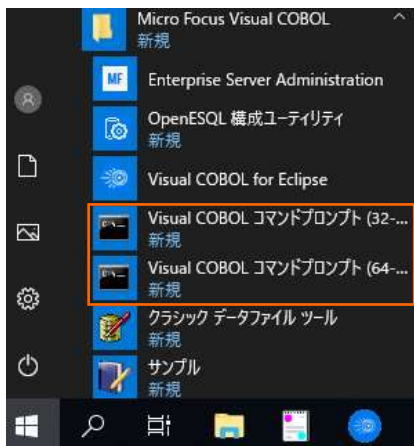 Micro Focus Visual COBOL
新規
MF
Enterprise Server Administration
OpenESQL 構成ユーティリティ
新規
Visual COBOL for Eclipse
Visual COBOL コマンドプロンプト (32-...
新規
Visual COBOL コマンドプロンプト (64-...
新規
クラシック データファイル ツール
新規
サンプル
新規